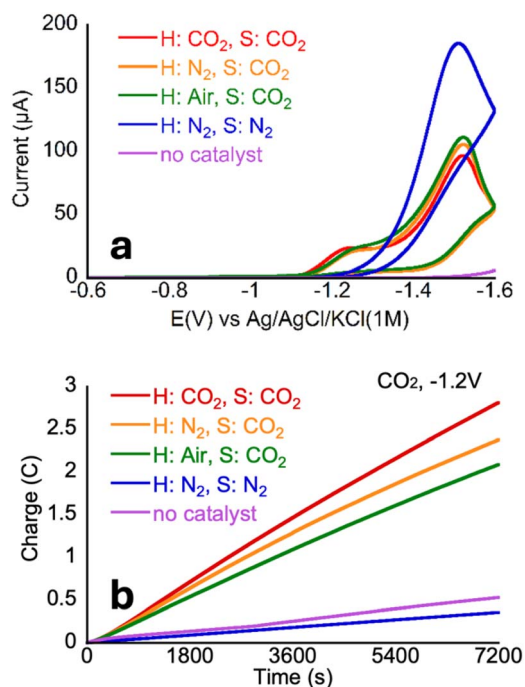 200
150
100
50
0
Current (µA)
H: CO₂, S: CO₂
H: N₂, S: CO₂
H: Air, S: CO₂
H: N₂, S: N₂
no catalyst
a
-0.6 -0.8 -1 -1.2 -1.4 -1.6
E(V) vs Ag/AgCl/KCl(1M)
3
2.5
2
1.5
1
0.5
0
Charge (C)
CO₂, -1.2V
H: CO₂, S: CO₂
H: N₂, S: CO₂
H: Air, S: CO₂
H: N₂, S: N₂
no catalyst
b
0 1800 3600 5400 7200
Time (s)